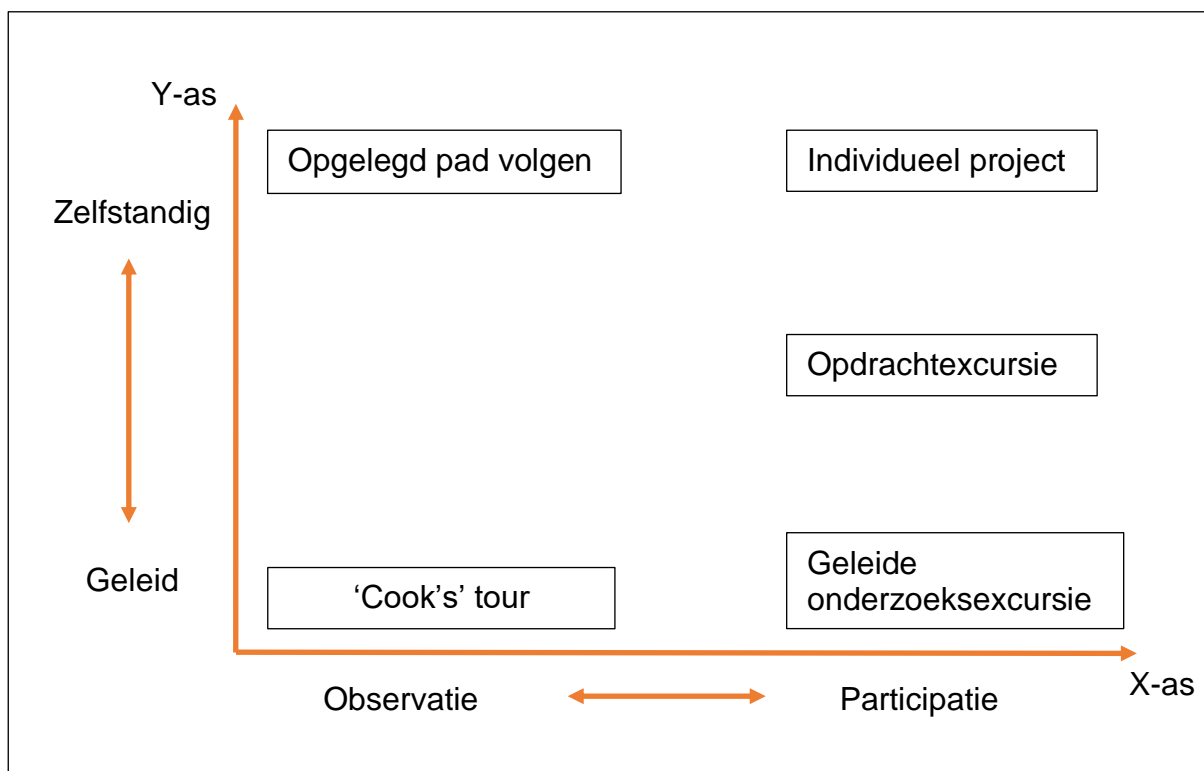 Y-as
Opgelegd pad volgen
Individueel project
Zelfstandig
Opdrachtexcursie
Geleid
‘Cook's’ tour
Geleide
onderzoeksexcursie
Observatie
Participatie
X-as